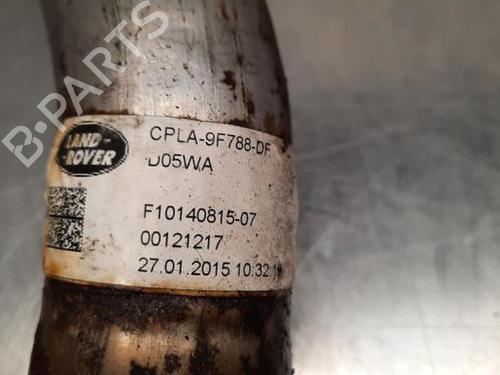 B-PARTS
LAND
ROVER
CPLA-9F788-DF
D05WA
F10140815-07
00121217
27.01.2015 10:32: